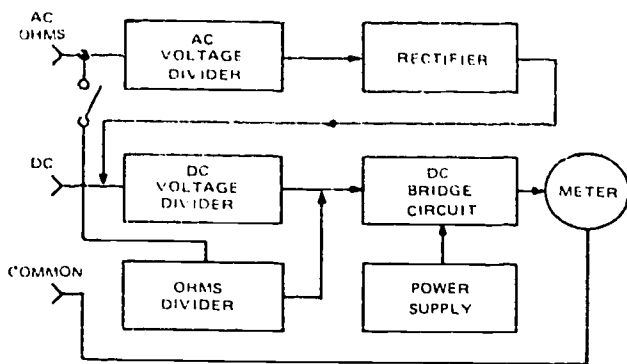 AC
OHMS
AC
VOLTAGE
DIVIDER
RECTIFIER
DC
DC
VOLTAGE
DIVIDER
DC
BRIDGE
CIRCUIT
METER
COMMON
OHMS
DIVIDER
POWER
SUPPLY